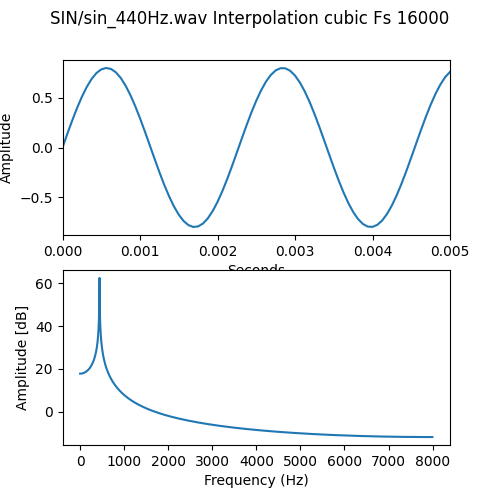 SIN/sin_440Hz.wav Interpolation cubic Fs 16000
Amplitude
0.5
0.0
−0.5
0.000 0.001 0.002 0.003 0.004 0.005
Seconds
Amplitude [dB]
60
40
20
0
0 1000 2000 3000 4000 5000 6000 7000 8000
Frequency (Hz)